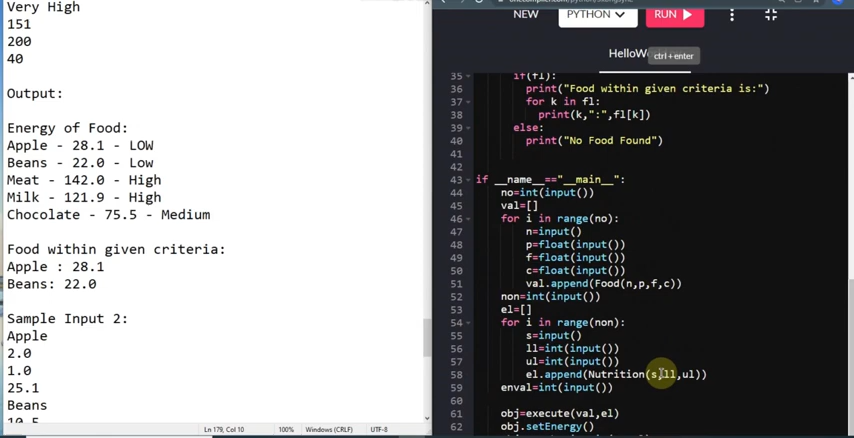 Very High
151
200
40
Output:
Energy of Food:
Apple - 28.1 - LOW
Beans - 22.0 - Low
Meat - 142.0 - High
Milk - 121.9 - High
Chocolate - 75.5 - Medium
Food within given criteria:
Apple : 28.1
Beans: 22.0
Sample Input 2:
Apple
2.0
1.0
25.1
Beans
10.5
Ln 179, Col 10
100%
Windows (CRLF)
UTF-8
NEW
PYTHON
RUN
HelloW
ctrl+enter
35 if(fl):
36 print("Food within given criteria is:")
37 for k in fl:
38 print(k,":",fl[k])
39 else:
40 print("No Food Found")
41
42
43 if __name__=="__main__":
44 no=int(input())
45 val=[]
46 for i in range(no):
47 n=input()
48 p=float(input())
49 f=float(input())
50 c=float(input())
51 val.append(Food(n,p,f,c))
52 non=int(input())
53 el=[]
54 for i in range(non):
55 s=input()
56 ll=int(input())
57 ul=int(input())
58 el.append(Nutrition(s,ll,ul))
59 enval=int(input())
60
61 obj=execute(val,el)
62 obj.setEnergy()